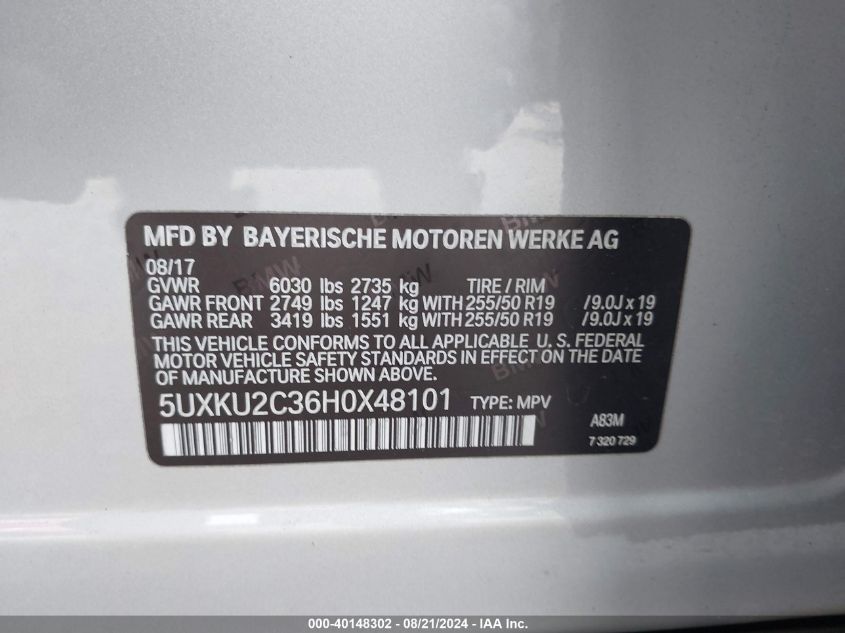 MFD BY BAYERISCHE MOTOREN WERKE AG
08/17
GVWR 6030 lbs 2735 kg TIRE / RIM
GAWR FRONT 2749 lbs 1247 kg WITH 255/50 R19 /9.0J x 19
GAWR REAR 3419 lbs 1551 kg WITH 255/50 R19 /9.0J x 19
THIS VEHICLE CONFORMS TO ALL APPLICABLE U. S. FEDERAL
MOTOR VEHICLE SAFETY STANDARDS IN EFFECT ON THE DATE
OF MANUFACTURE SHOWN ABOVE.
5UXKU2C36H0X48101 TYPE: MPV
A83M
7 320 729
000-40148302 - 08/21/2024 - IAA Inc.